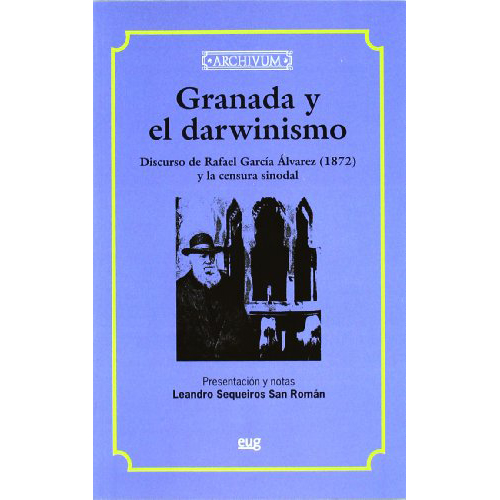 ARCHIVUM
Granada y
el darwinismo
Discurso de Rafael García Álvarez (1872)
y la censura sinodal
Presentación y notas
Leandro Sequeiros San Román
eug